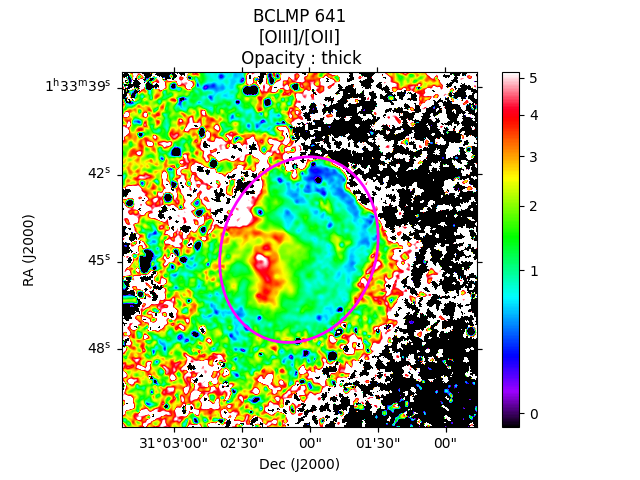 BCLMP 641
[OIII]/[OII]
Opacity : thick
1ʰ33ᵐ39ˢ
42ˢ
45ˢ
48ˢ
RA (J2000)
31°03'00" 02'30" 00" 01'30" 00"
Dec (J2000)
5
4
3
2
1
0